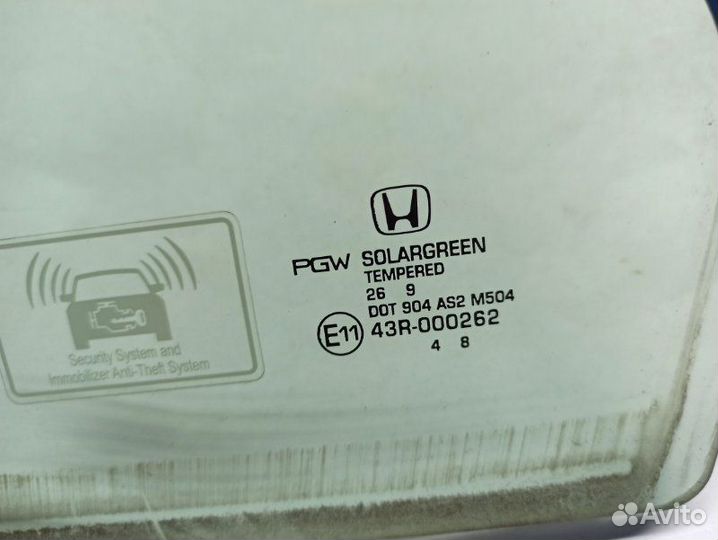 PGW SOLARGREEN
TEMPERED
26 9
DOT 904 AS2 M504
E11 43R-000262
4 8
Security System and
Immobilizer Anti-Theft System
Avito